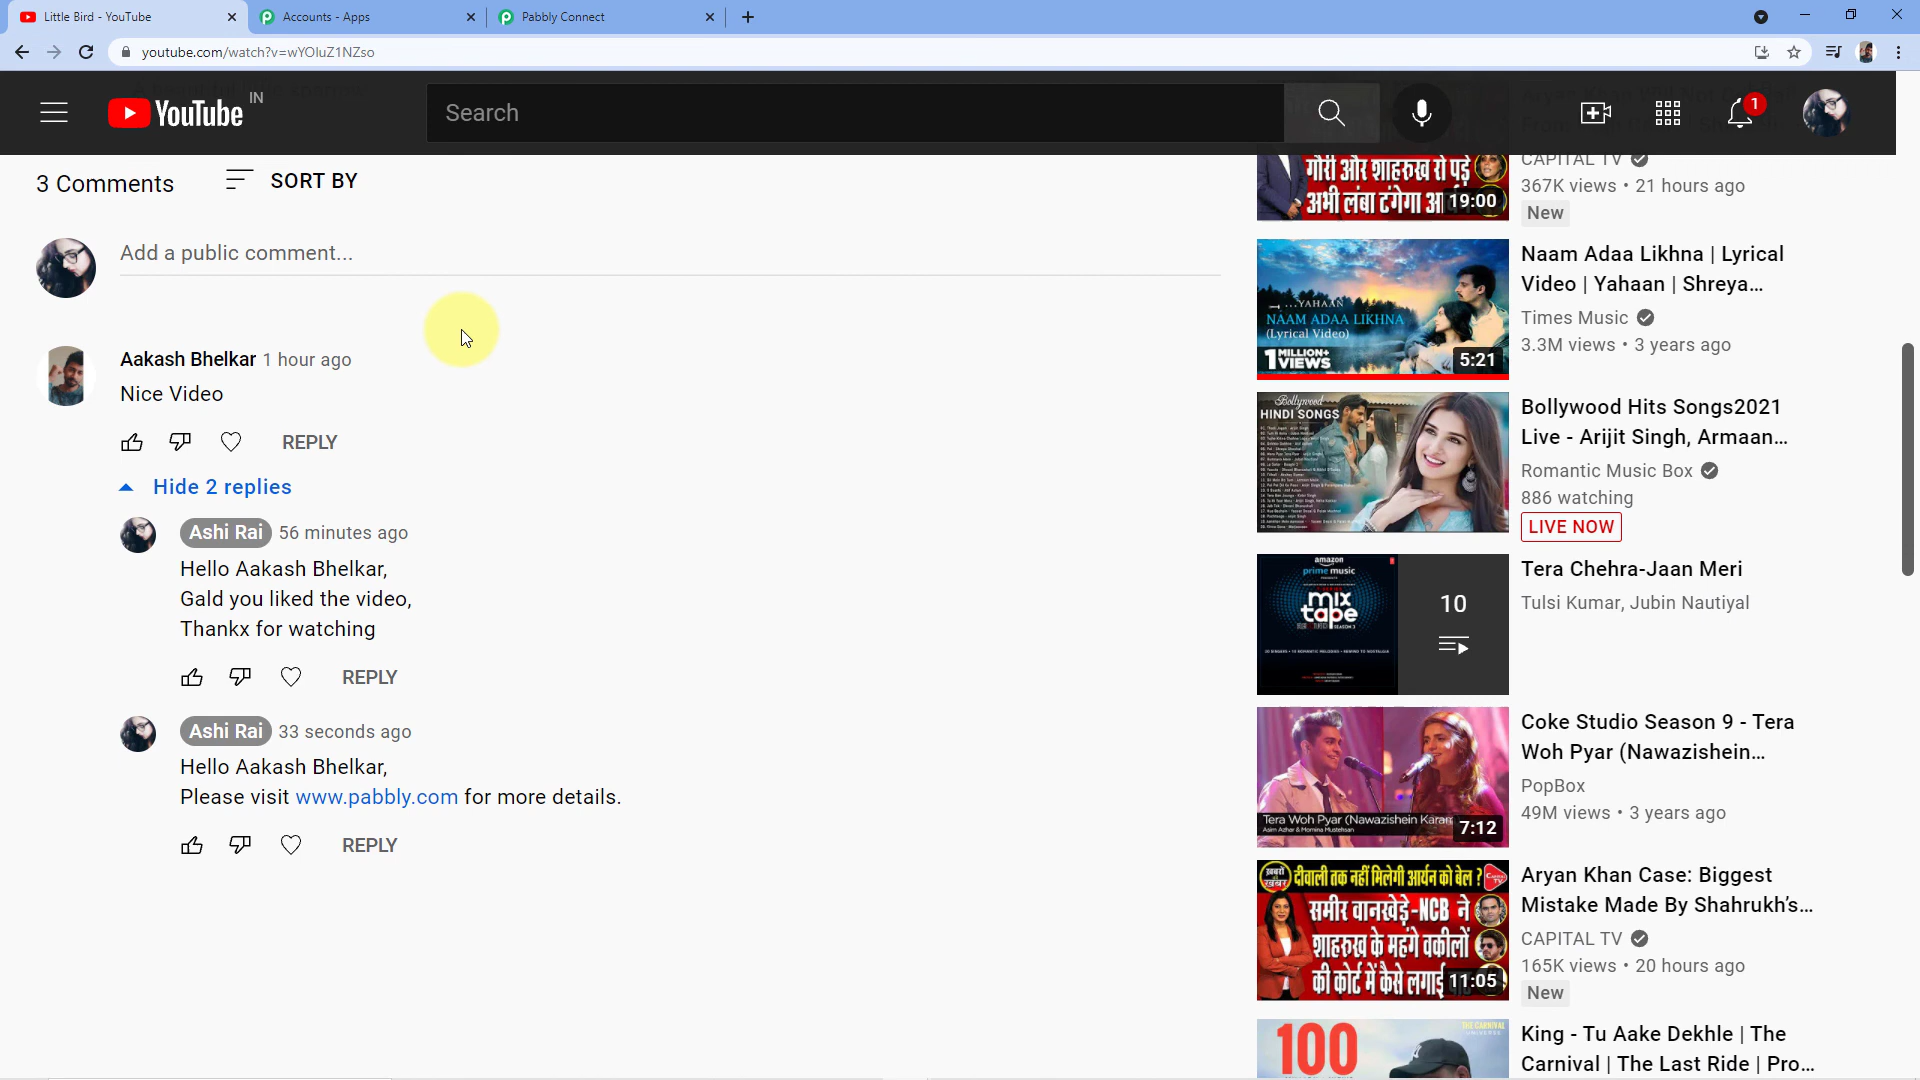 Little Bird - YouTube
Accounts - Apps
Pabbly Connect
youtube.com/watch?v=wYOluZ1NZso
YouTube IN
Search
1
3 Comments
SORT BY
Add a public comment...
Aakash Bhelkar 1 hour ago
Nice Video
REPLY
Hide 2 replies
Ashi Rai 56 minutes ago
Hello Aakash Bhelkar,
Gald you liked the video,
Thankx for watching
REPLY
Ashi Rai 33 seconds ago
Hello Aakash Bhelkar,
Please visit www.pabbly.com for more details.
REPLY
गौरी और शाहरुख रो पड़े
अभी लंबा टंगेगा
19:00
CAPITAL TV
367K views • 21 hours ago
New
...YAHAAN
NAAM ADAA LIKHNA
(Lyrical Video)
1 MILLION+
VIEWS
5:21
Naam Adaa Likhna | Lyrical
Video | Yahaan | Shreya...
Times Music
3.3M views • 3 years ago
Bollywood
HINDI SONGS
Bollywood Hits Songs2021
Live - Arijit Singh, Armaan...
Romantic Music Box
886 watching
LIVE NOW
amazon
prime music
mix
tape
10
Tera Chehra-Jaan Meri
Tulsi Kumar, Jubin Nautiyal
Tera Woh Pyar (Nawazishein Karam
Asim Azhar & Momina Mustehsan
7:12
Coke Studio Season 9 - Tera
Woh Pyar (Nawazishein...
PopBox
49M views • 3 years ago
ख़बरों की खबर
दीवाली तक नहीं मिलेगी आर्यन को बेल ?
समीर वानखेड़े-NCB ने
शाहरुख के महंगे वकीलों
की कोर्ट में कैसे लगाई
11:05
Aryan Khan Case: Biggest
Mistake Made By Shahrukh's...
CAPITAL TV
165K views • 20 hours ago
New
100
THE CARNIVAL
King - Tu Aake Dekhle | The
Carnival | The Last Ride | Pro...